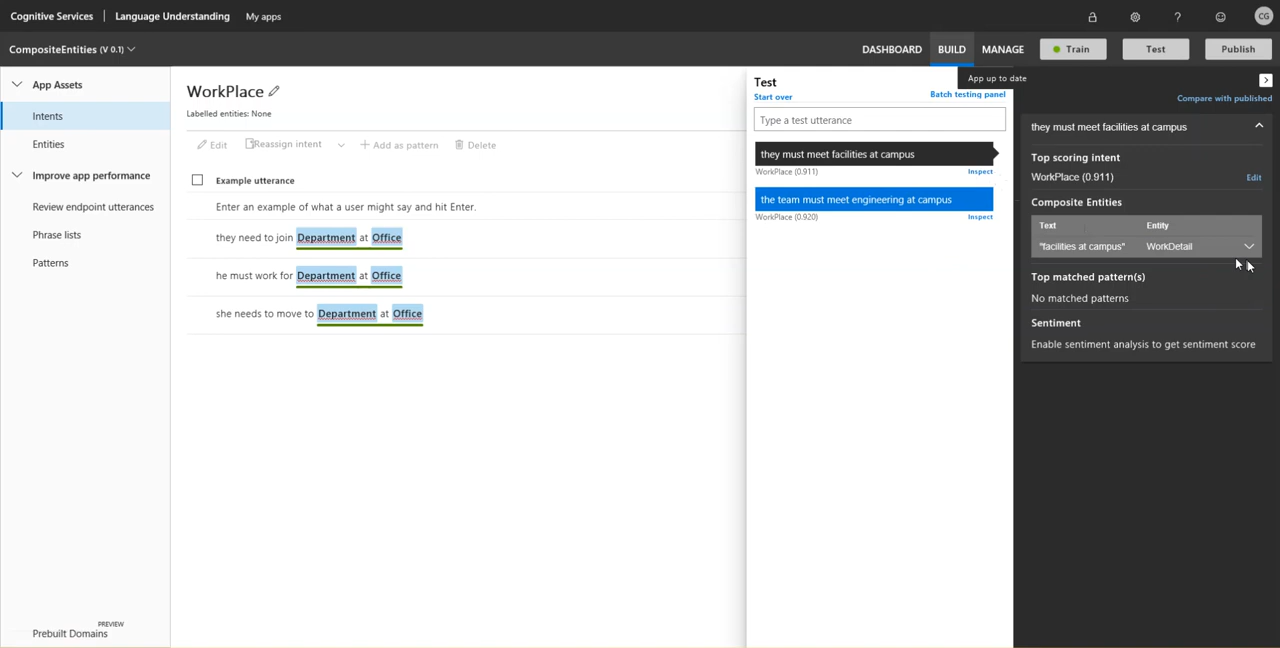 Cognitive Services | Language Understanding My apps
? CG
CompositeEntities (V 0.1) DASHBOARD BUILD MANAGE Train Test Publish
App up to date
App Assets
Intents
Entities
Improve app performance
Review endpoint utterances
Phrase lists
Patterns
PREVIEW
Prebuilt Domains
WorkPlace
Labelled entities: None
Edit Reassign intent + Add as pattern Delete
Example utterance
Enter an example of what a user might say and hit Enter.
they need to join Department at Office
he must work for Department at Office
she needs to move to Department at Office
Test
Start over Batch testing panel
Type a test utterance
they must meet facilities at campus
WorkPlace (0.911) Inspect
the team must meet engineering at campus
WorkPlace (0.920) Inspect
Compare with published
they must meet facilities at campus
Top scoring intent
WorkPlace (0.911) Edit
Composite Entities
Text Entity
"facilities at campus" WorkDetail
Top matched pattern(s)
No matched patterns
Sentiment
Enable sentiment analysis to get sentiment score